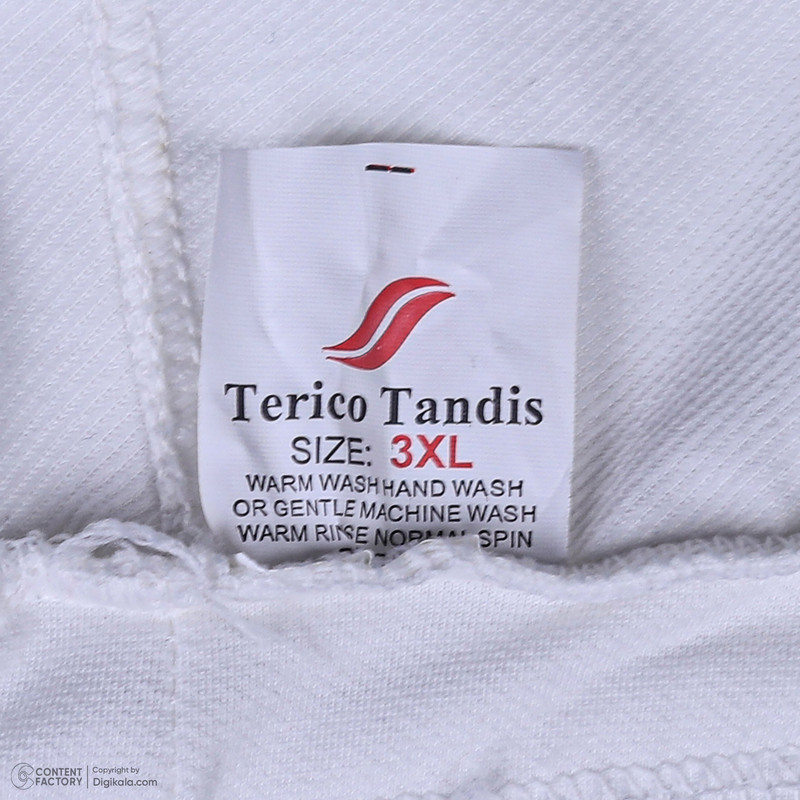 Terico Tandis
SIZE: 3XL
WARM WASH HAND WASH
OR GENTLE MACHINE WASH
WARM RINSE NORMAL SPIN
CONTENT
FACTORY
Copyright by
Digikala.com